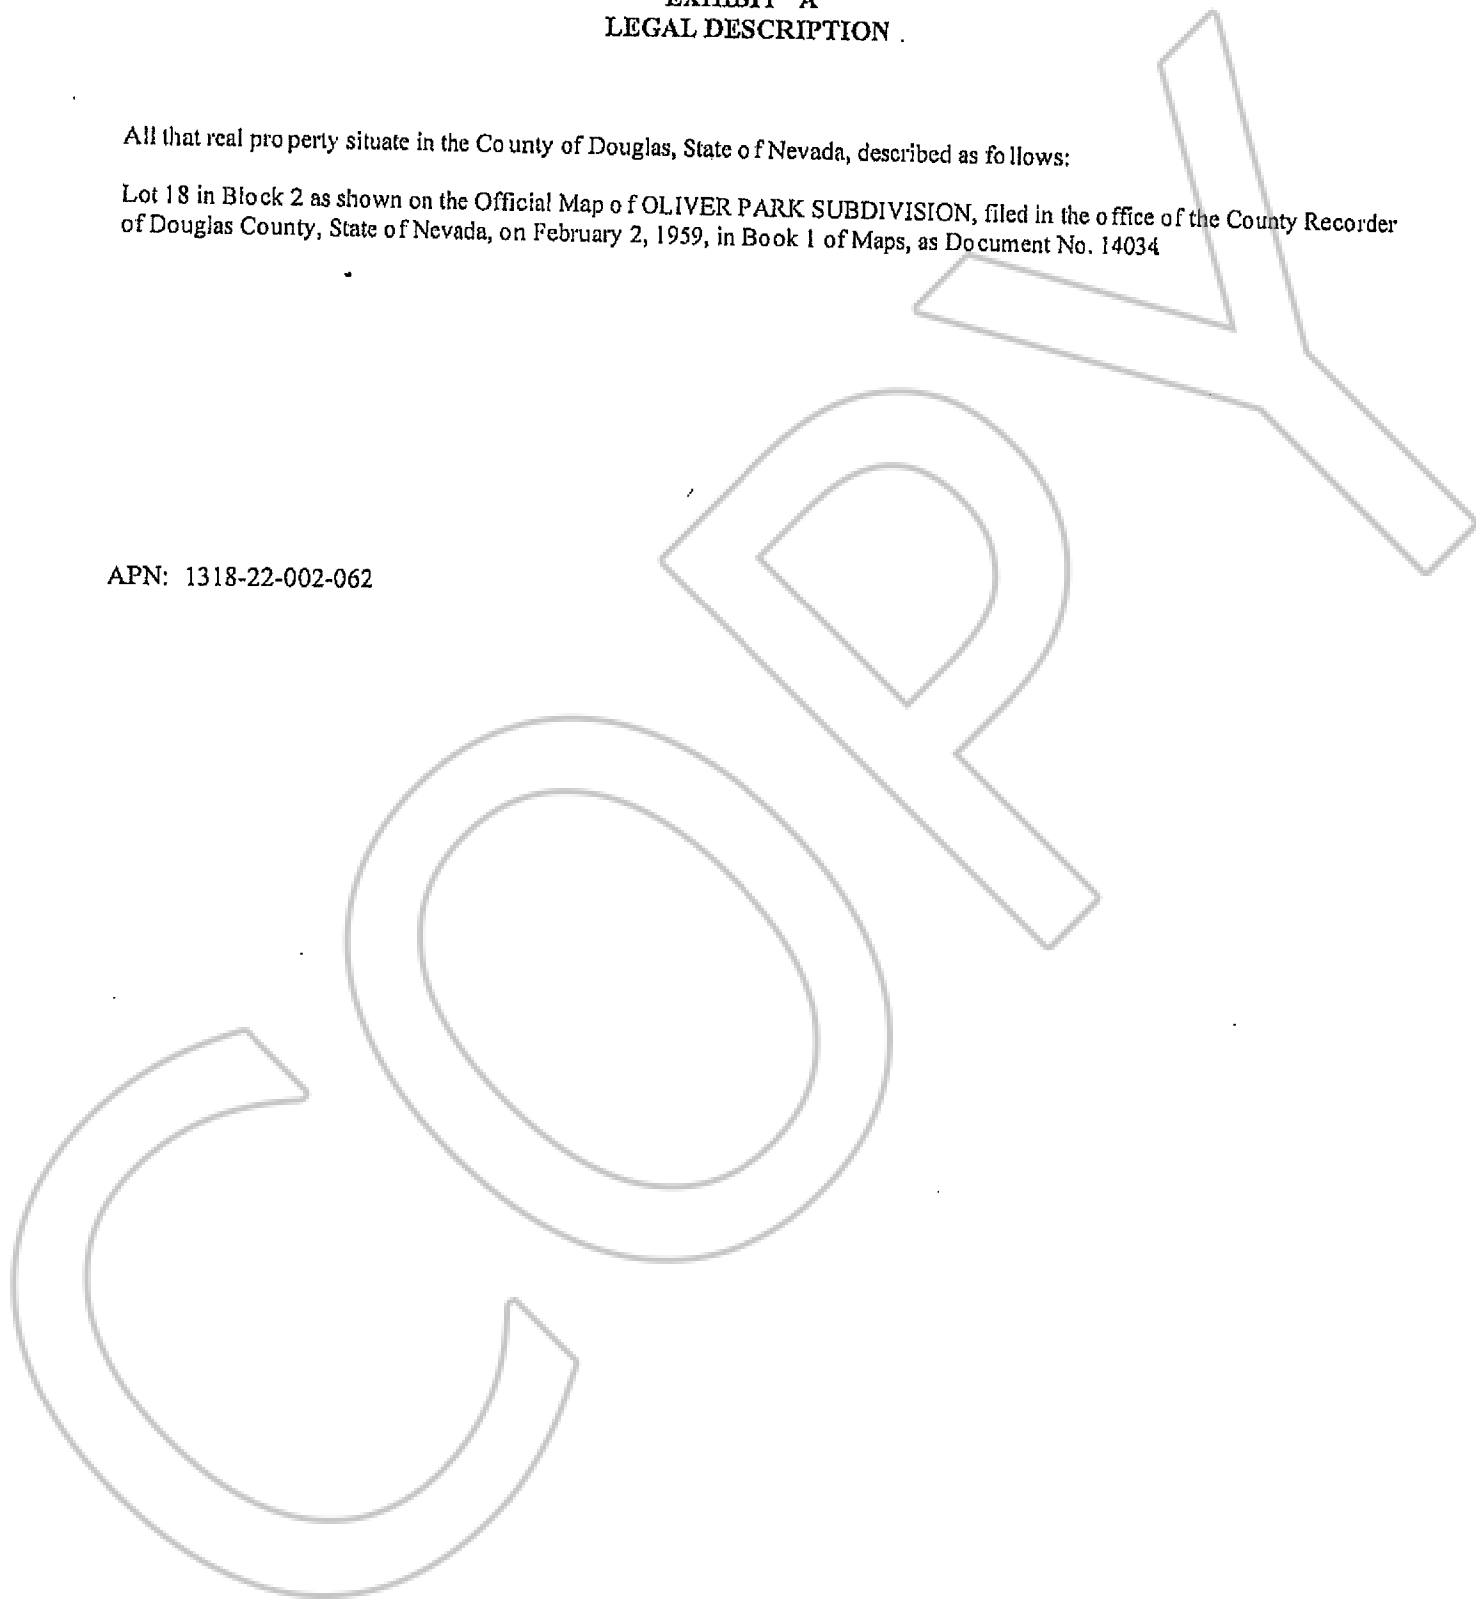 EXHIBIT "A"
LEGAL DESCRIPTION .
All that real property situate in the County of Douglas, State of Nevada, described as follows:
Lot 18 in Block 2 as shown on the Official Map of OLIVER PARK SUBDIVISION, filed in the office of the County Recorder
of Douglas County, State of Nevada, on February 2, 1959, in Book 1 of Maps, as Document No. 14034
APN: 1318-22-002-062
COPY